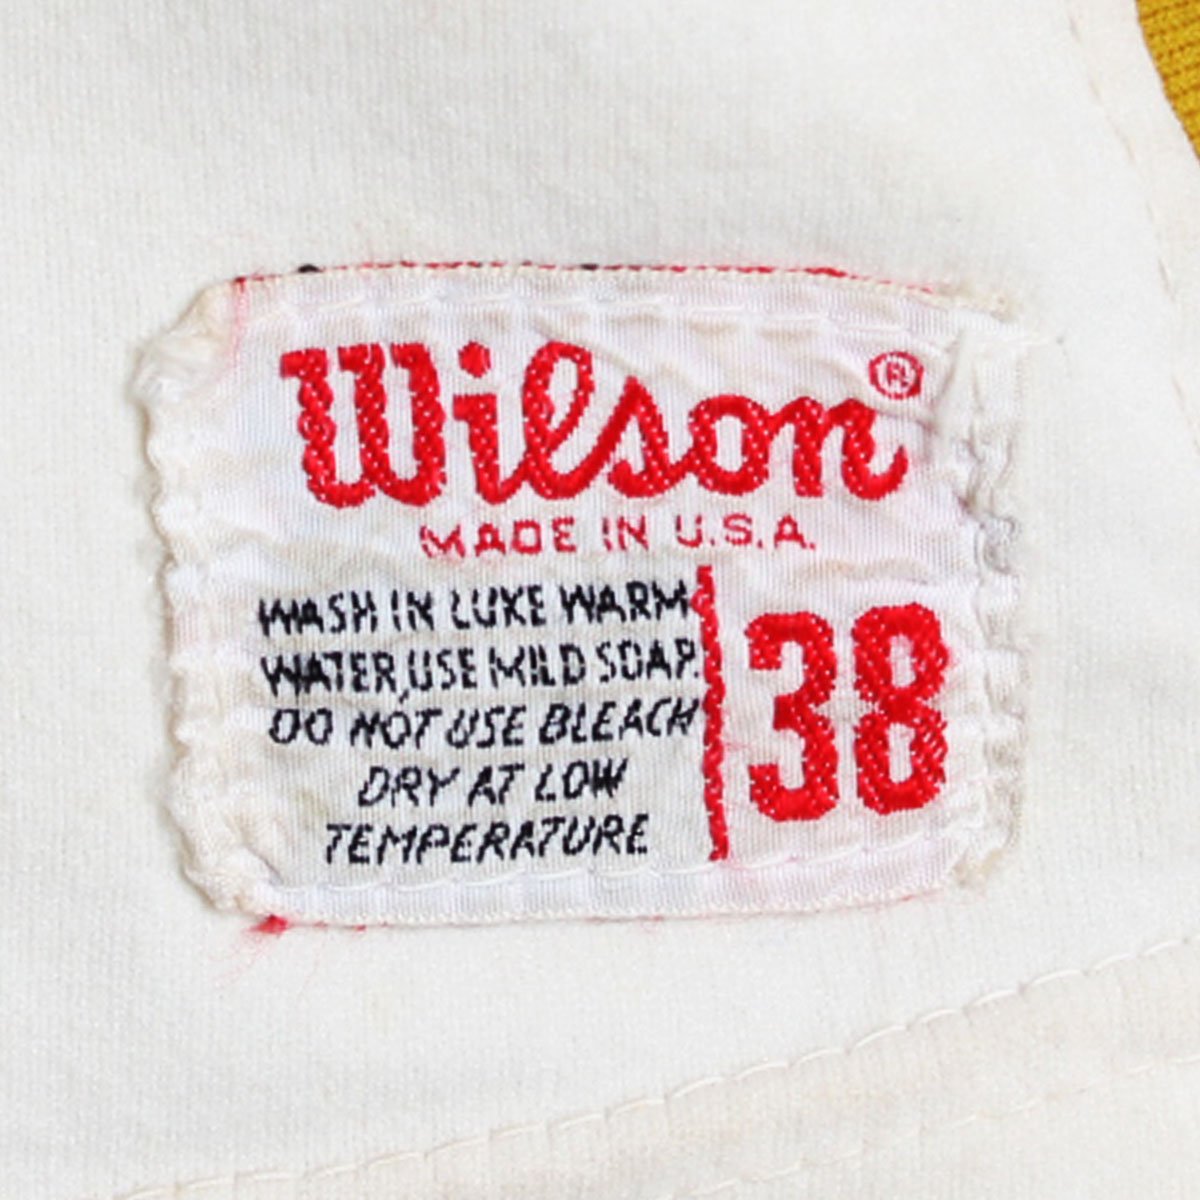 Wilson®
MADE IN U.S.A.
WASH IN LUKE WARM
WATER, USE MILD SOAP.
DO NOT USE BLEACH
DRY AT LOW
TEMPERATURE
38